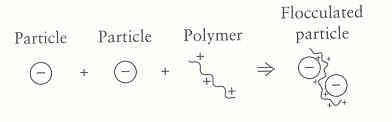 Flocculated
Particle Particle Polymer particle
− + − + + + + ⇒ − − + + + + + +